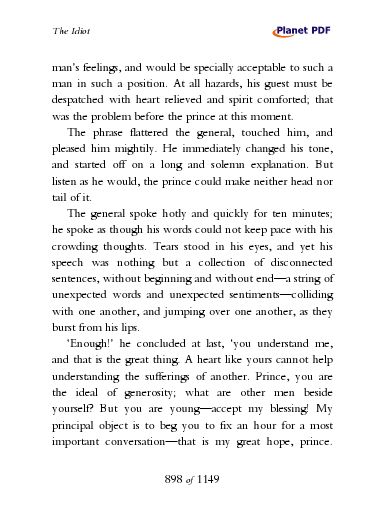 The Idiot
Planet PDF
man's feelings, and would be specially acceptable to such a
man in such a position. At all hazards, his guest must be
despatched with heart relieved and spirit comforted; that
was the problem before the prince at this moment.
The phrase flattered the general, touched him, and
pleased him mightily. He immediately changed his tone,
and started off on a long and solemn explanation. But
listen as he would, the prince could make neither head nor
tail of it.
The general spoke hotly and quickly for ten minutes;
he spoke as though his words could not keep pace with his
crowding thoughts. Tears stood in his eyes, and yet his
speech was nothing but a collection of disconnected
sentences, without beginning and without end—a string of
unexpected words and unexpected sentiments—colliding
with one another, and jumping over one another, as they
burst from his lips.
'Enough!' he concluded at last, 'you understand me,
and that is the great thing. A heart like yours cannot help
understanding the sufferings of another. Prince, you are
the ideal of generosity; what are other men beside
yourself? But you are young—accept my blessing! My
principal object is to beg you to fix an hour for a most
important conversation—that is my great hope, prince.
898 of 1149